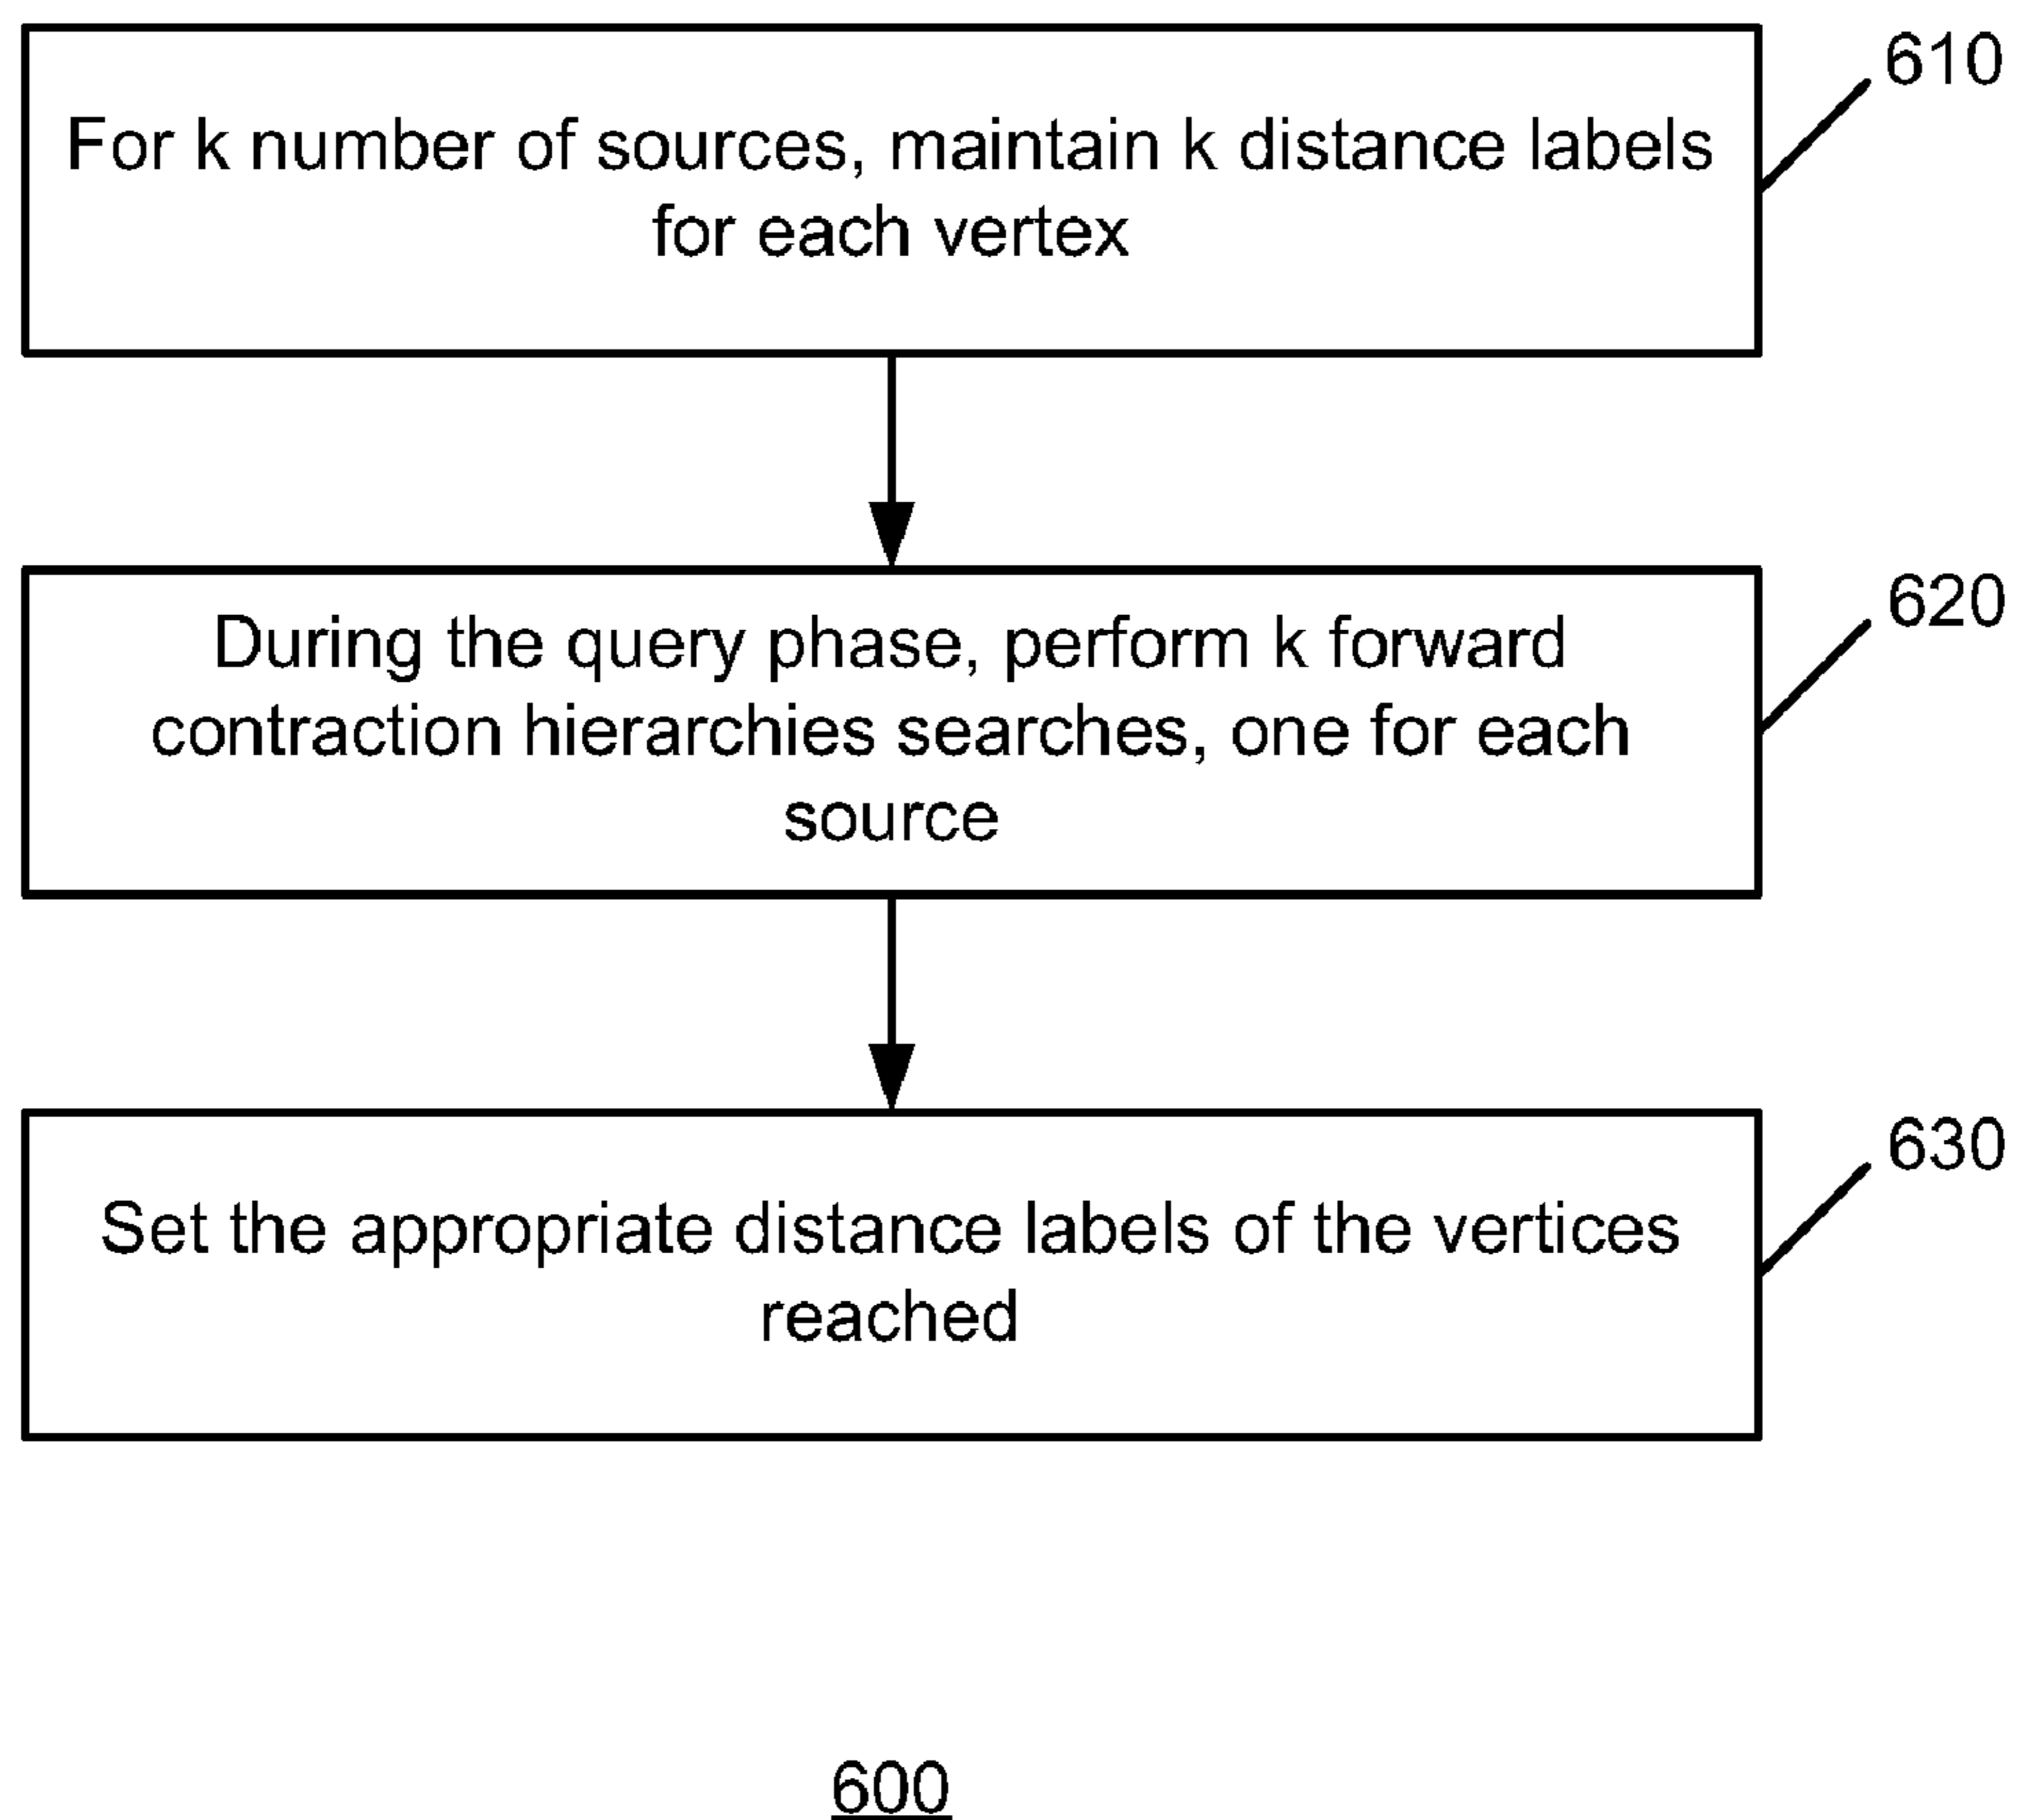 610
For k number of sources, maintain k distance labels
for each vertex
620
During the query phase, perform k forward
contraction hierarchies searches, one for each
source
630
Set the appropriate distance labels of the vertices
reached
600